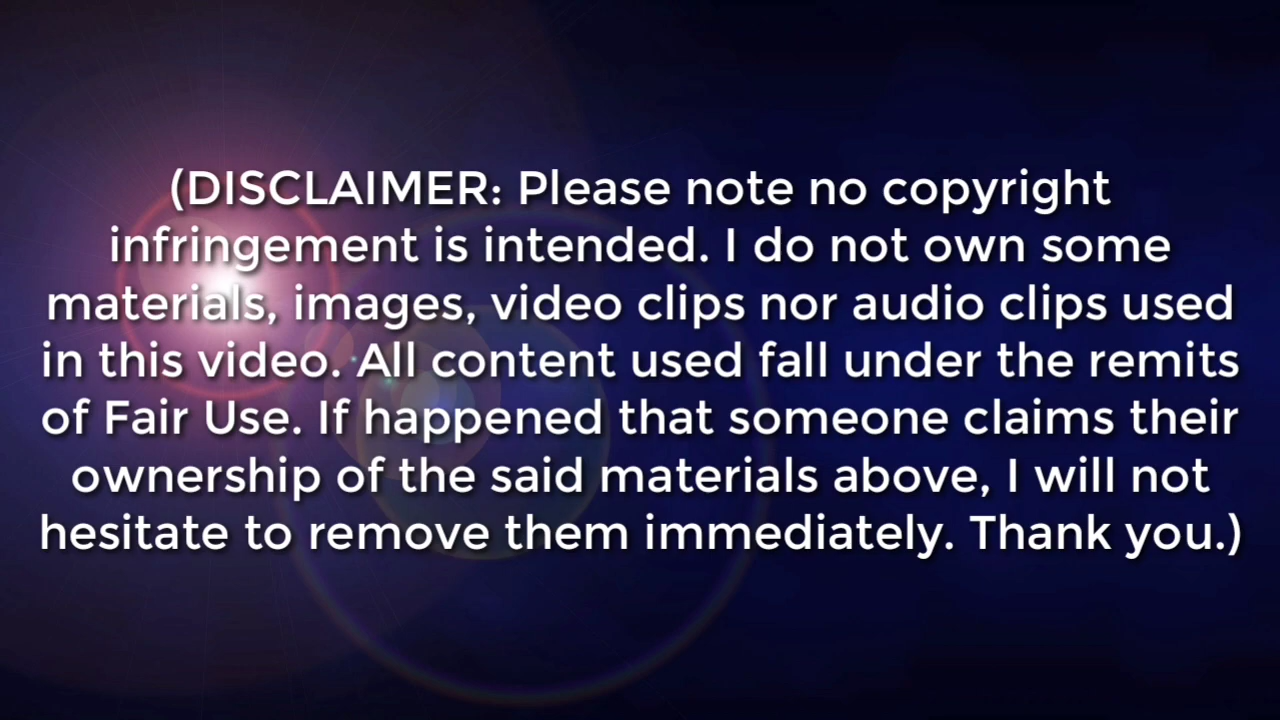 (DISCLAIMER: Please note no copyright
infringement is intended. I do not own some
materials, images, video clips nor audio clips used
in this video. All content used fall under the remits
of Fair Use. If happened that someone claims their
ownership of the said materials above, I will not
hesitate to remove them immediately. Thank you.)